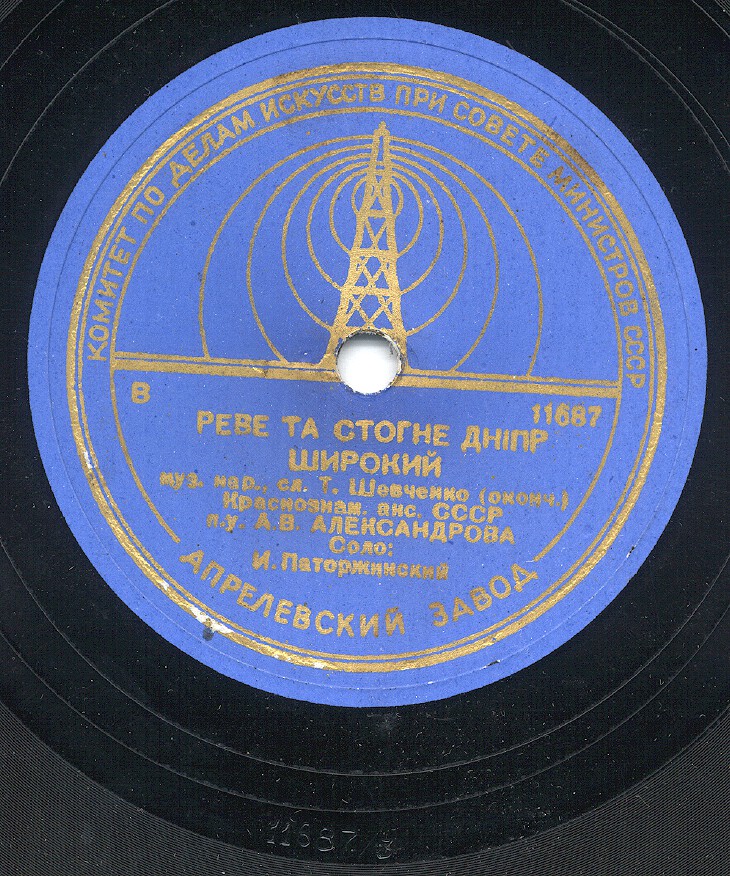 КОМИТЕТ ПО ДЕЛАМ ИСКУССТВ ПРИ СОВЕТЕ МИНИСТРОВ СССР
В
11687
РЕВЕ ТА СТОГНЕ ДНІПР
ШИРОКИЙ
муз. нар., сл. Т. Шевченко (оконч.)
Краснознам. анс. СССР
п.у. А.В. АЛЕКСАНДРОВА
Соло:
И. Паторжинский
АПРЕЛЕВСКИЙ ЗАВОД
11687/3